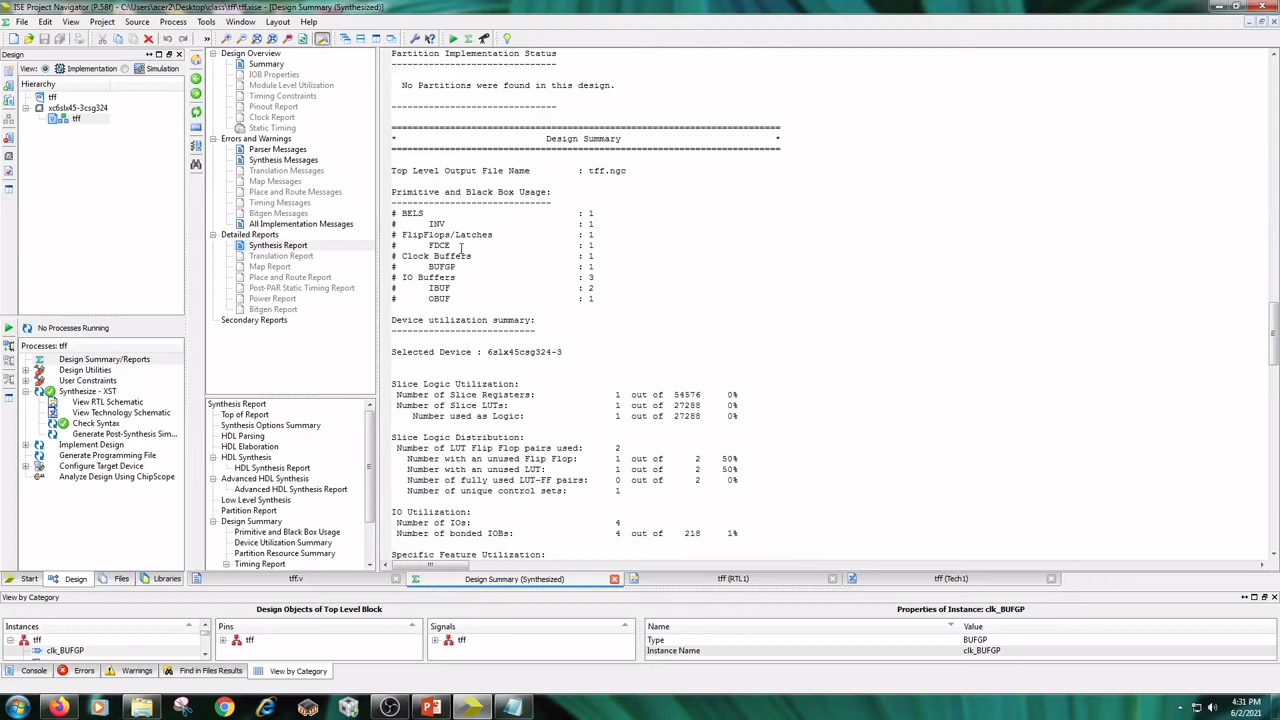 ISE Project Navigator (P.58f) - C:\Users\acer2\Desktop\class\tff\tff.xise - [Design Summary (Synthesized)]
File Edit View Project Source Process Tools Window Layout Help
Design
View: Implementation Simulation
Hierarchy
tff
xc6slx45-3csg324
tff
No Processes Running
Processes: tff
Design Summary/Reports
Design Utilities
User Constraints
Synthesize - XST
View RTL Schematic
View Technology Schematic
Check Syntax
Generate Post-Synthesis Sim...
Implement Design
Generate Programming File
Configure Target Device
Analyze Design Using ChipScope
Start Design Files Libraries
Design Overview
Summary
IOB Properties
Module Level Utilization
Timing Constraints
Pinout Report
Clock Report
Static Timing
Errors and Warnings
Parser Messages
Synthesis Messages
Translation Messages
Map Messages
Place and Route Messages
Timing Messages
Bitgen Messages
All Implementation Messages
Detailed Reports
Synthesis Report
Translation Report
Map Report
Place and Route Report
Post-PAR Static Timing Report
Power Report
Bitgen Report
Secondary Reports
Synthesis Report
Top of Report
Synthesis Options Summary
HDL Parsing
HDL Elaboration
HDL Synthesis
HDL Synthesis Report
Advanced HDL Synthesis
Advanced HDL Synthesis Report
Low Level Synthesis
Partition Report
Design Summary
Primitive and Black Box Usage
Device Utilization Summary
Partition Resource Summary
Timing Report
Partition Implementation Status
-------------------------------
No Partitions were found in this design.
-------------------------------
=========================================================================
* Design Summary *
=========================================================================
Top Level Output File Name : tff.ngc
Primitive and Black Box Usage:
------------------------------
# BELS : 1
# INV : 1
# FlipFlops/Latches : 1
# FDCE : 1
# Clock Buffers : 1
# BUFGP : 1
# IO Buffers : 3
# IBUF : 2
# OBUF : 1
Device utilization summary:
---------------------------
Selected Device : 6slx45csg324-3
Slice Logic Utilization:
Number of Slice Registers: 1 out of 54576 0%
Number of Slice LUTs: 1 out of 27288 0%
Number used as Logic: 1 out of 27288 0%
Slice Logic Distribution:
Number of LUT Flip Flop pairs used: 2
Number with an unused Flip Flop: 1 out of 2 50%
Number with an unused LUT: 1 out of 2 50%
Number of fully used LUT-FF pairs: 0 out of 2 0%
Number of unique control sets: 1
IO Utilization:
Number of IOs: 4
Number of bonded IOBs: 4 out of 218 1%
Specific Feature Utilization:
tff.v Design Summary (Synthesized) tff (RTL1) tff (Tech1)
View by Category
Design Objects of Top Level Block
Properties of Instance: clk_BUFGP
Instances Pins Signals Name Value
tff tff tff Type BUFGP
clk_BUFGP Instance Name clk_BUFGP
Console Errors Warnings Find in Files Results View by Category
4:31 PM
6/2/2021